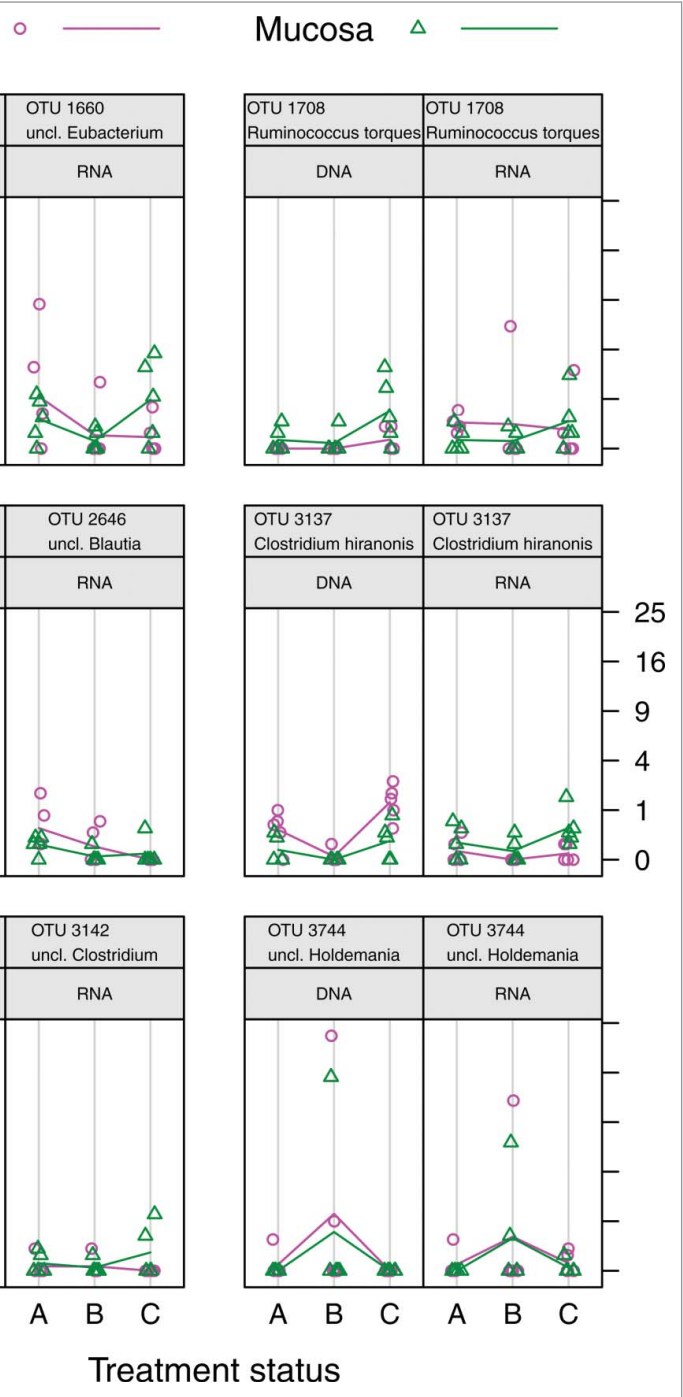 Mucosa
OTU 1660
uncl. Eubacterium
RNA
OTU 1708
Ruminococcus torques
DNA
OTU 1708
Ruminococcus torques
RNA
OTU 2646
uncl. Blautia
RNA
OTU 3137
Clostridium hiranonis
DNA
OTU 3137
Clostridium hiranonis
RNA
25
16
9
4
1
0
OTU 3142
uncl. Clostridium
RNA
OTU 3744
uncl. Holdemania
DNA
OTU 3744
uncl. Holdemania
RNA
A B C A B C A B C
Treatment status